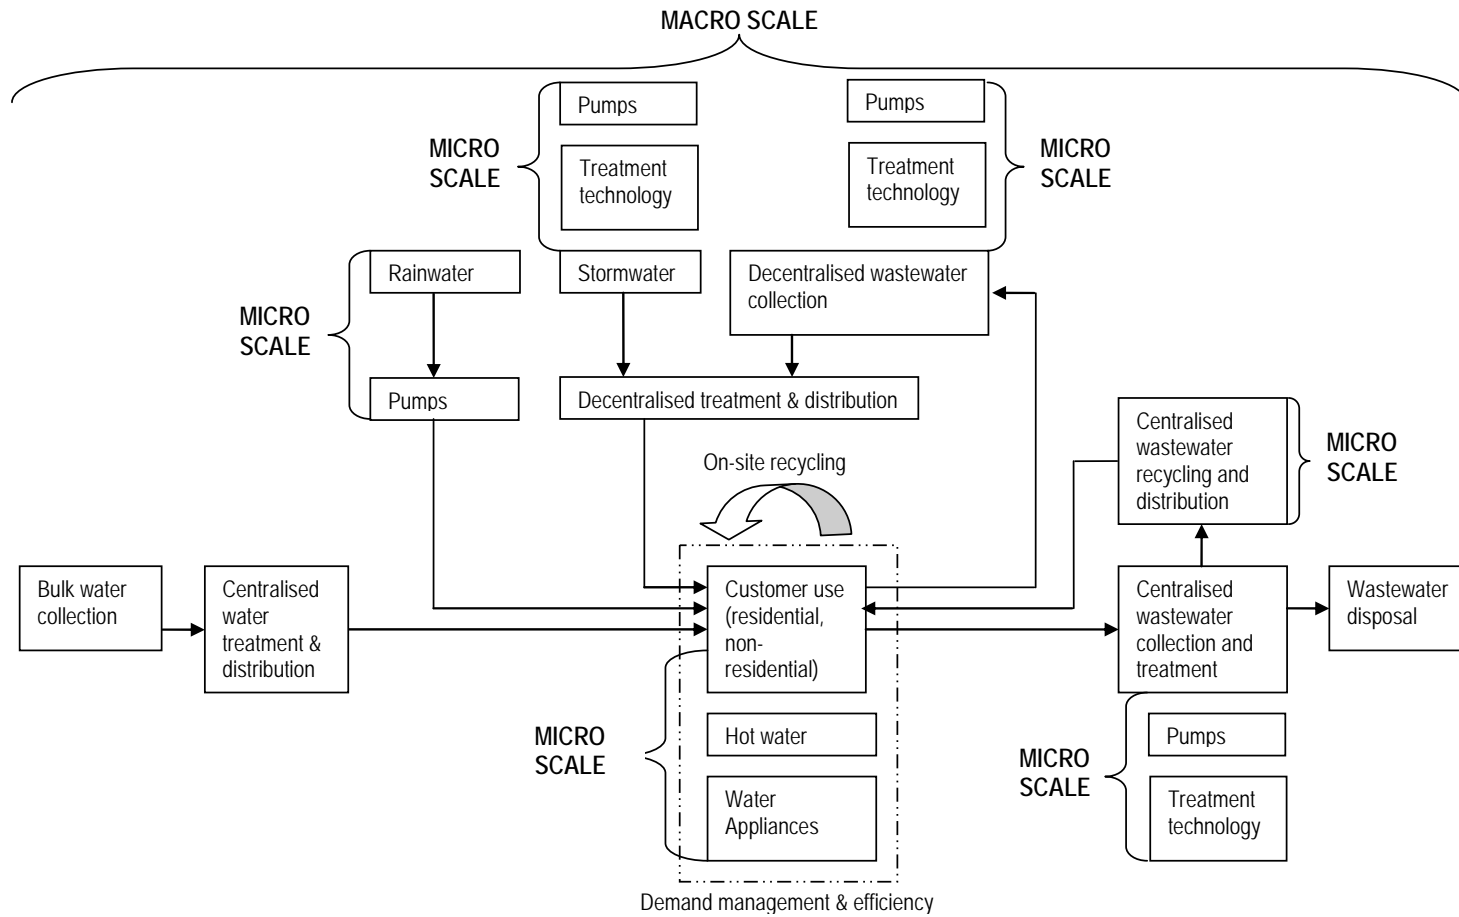 MACRO SCALE
Pumps
Pumps
MICRO
SCALE
Treatment
technology
Treatment
technology
MICRO
SCALE
Rainwater
Stormwater
Decentralised wastewater
collection
MICRO
SCALE
Pumps
Decentralised treatment & distribution
On-site recycling
Centralised
wastewater
recycling and
distribution
MICRO
SCALE
Bulk water
collection
Centralised
water
treatment &
distribution
Customer use
(residential,
non-
residential)
Centralised
wastewater
collection and
treatment
Wastewater
disposal
MICRO
SCALE
Hot water
Water
Appliances
MICRO
SCALE
Pumps
Treatment
technology
Demand management & efficiency